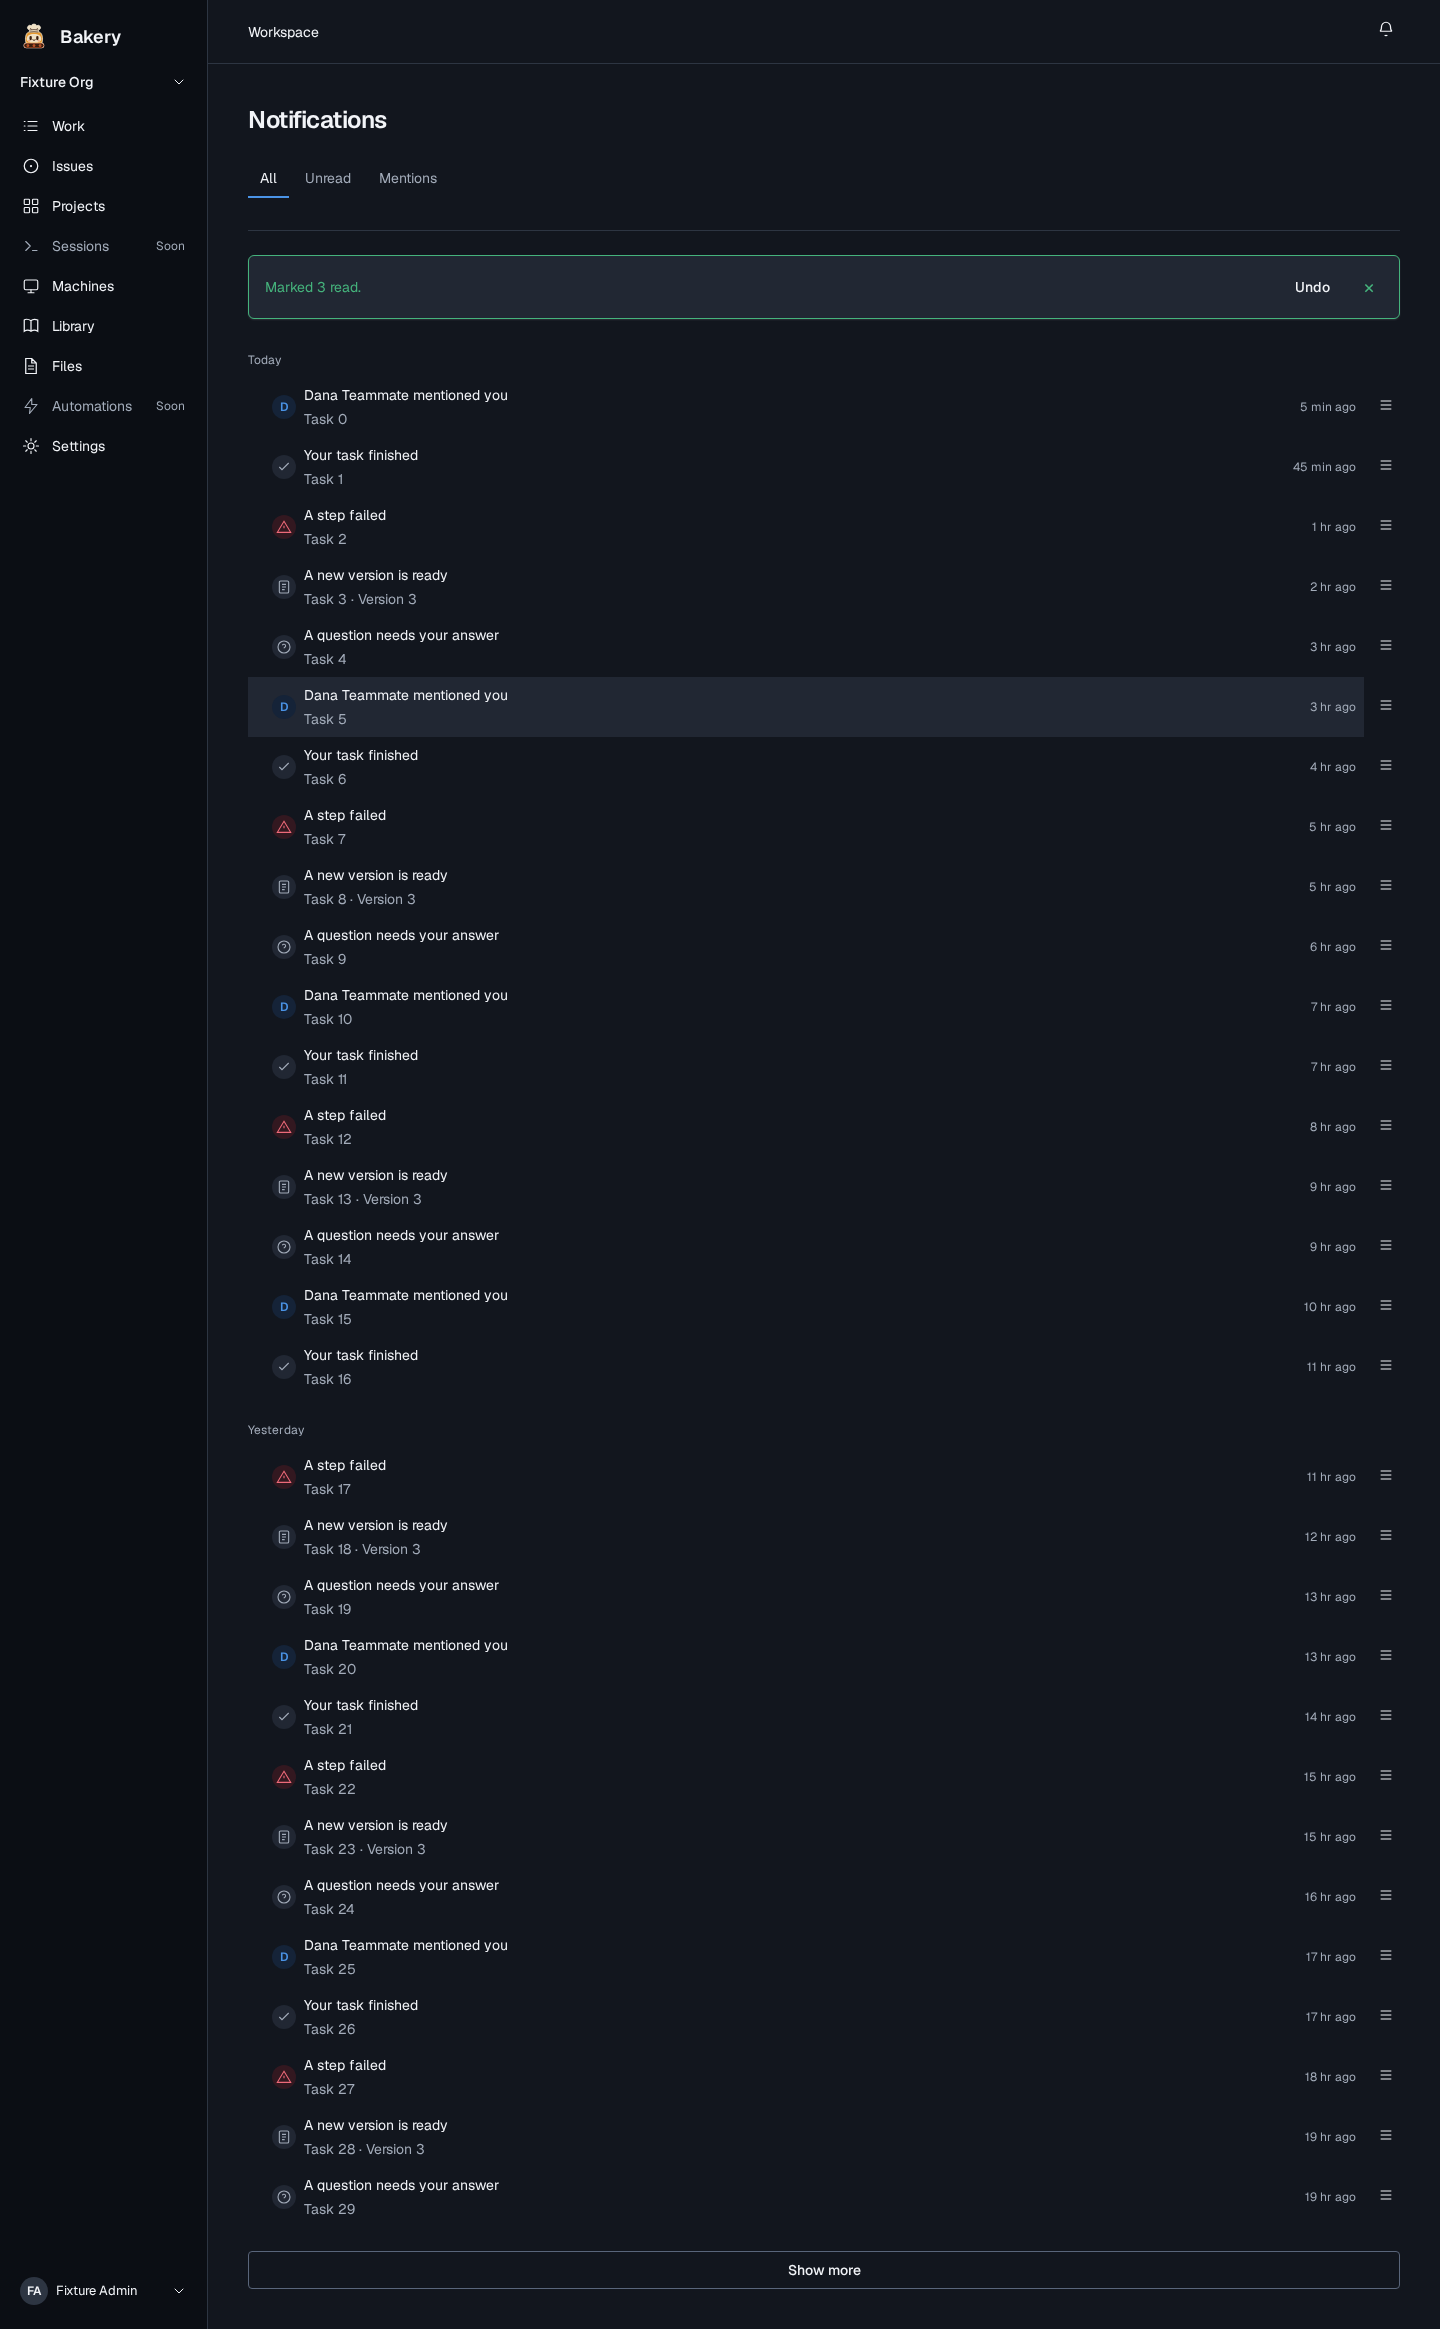 Bakery
Workspace
Fixture Org
Work
Issues
Projects
Sessions Soon
Machines
Library
Files
Automations Soon
Settings
Notifications
All Unread Mentions
Marked 3 read. Undo ×
Today
D Dana Teammate mentioned you
Task 0
5 min ago
Your task finished
Task 1
45 min ago
A step failed
Task 2
1 hr ago
A new version is ready
Task 3 · Version 3
2 hr ago
A question needs your answer
Task 4
3 hr ago
D Dana Teammate mentioned you
Task 5
3 hr ago
Your task finished
Task 6
4 hr ago
A step failed
Task 7
5 hr ago
A new version is ready
Task 8 · Version 3
5 hr ago
A question needs your answer
Task 9
6 hr ago
D Dana Teammate mentioned you
Task 10
7 hr ago
Your task finished
Task 11
7 hr ago
A step failed
Task 12
8 hr ago
A new version is ready
Task 13 · Version 3
9 hr ago
A question needs your answer
Task 14
9 hr ago
D Dana Teammate mentioned you
Task 15
10 hr ago
Your task finished
Task 16
11 hr ago
Yesterday
A step failed
Task 17
11 hr ago
A new version is ready
Task 18 · Version 3
12 hr ago
A question needs your answer
Task 19
13 hr ago
D Dana Teammate mentioned you
Task 20
13 hr ago
Your task finished
Task 21
14 hr ago
A step failed
Task 22
15 hr ago
A new version is ready
Task 23 · Version 3
15 hr ago
A question needs your answer
Task 24
16 hr ago
D Dana Teammate mentioned you
Task 25
17 hr ago
Your task finished
Task 26
17 hr ago
A step failed
Task 27
18 hr ago
A new version is ready
Task 28 · Version 3
19 hr ago
A question needs your answer
Task 29
19 hr ago
Show more
FA Fixture Admin